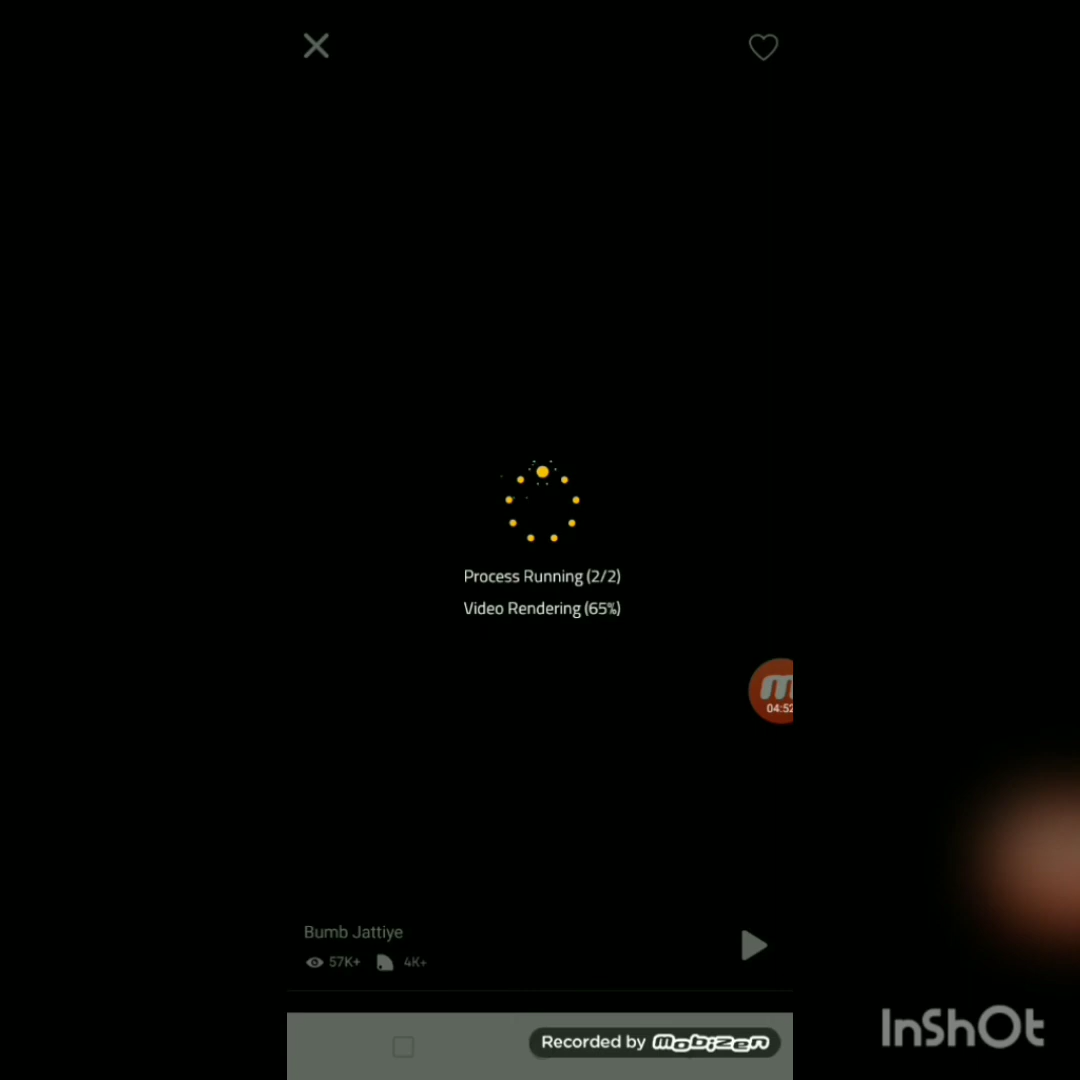 Process Running (2/2)
Video Rendering (65%)
04:52
Bumb Jattiye
57K+ 4K+
Recorded by mobizen
InShOt